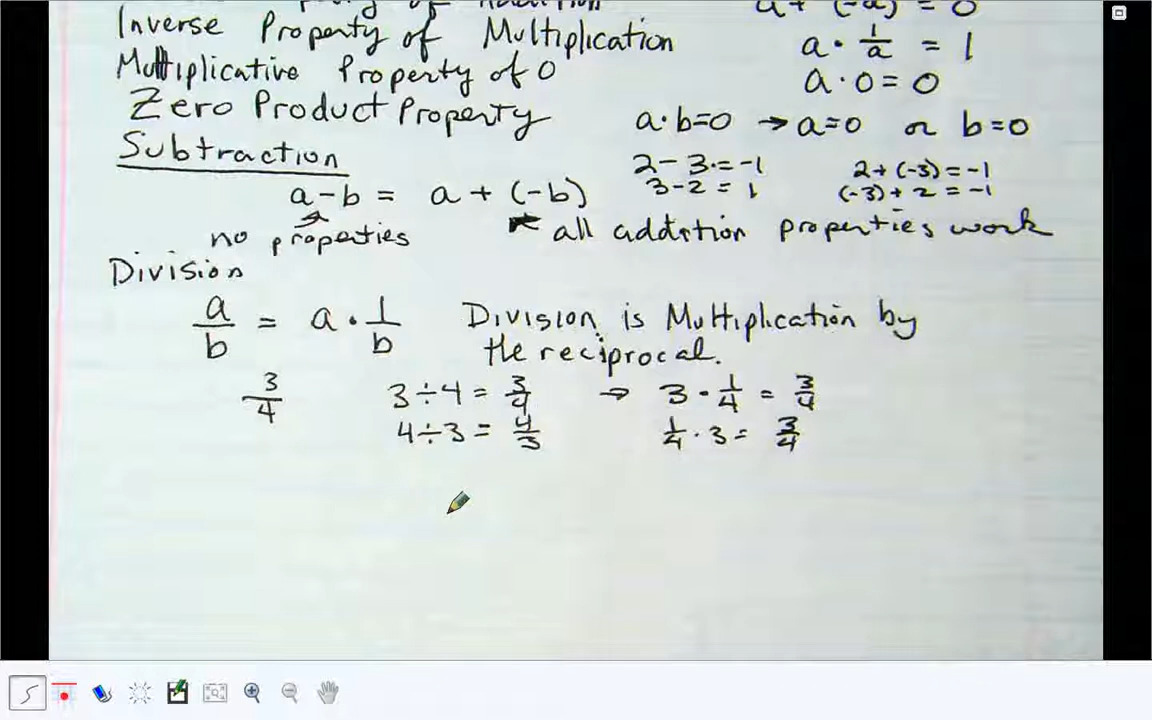 a + (-a) = 0
Inverse Property of Multiplication a · 1/a = 1
Multiplicative Property of 0 a · 0 = 0
Zero Product Property a · b = 0 → a = 0 or b = 0
Subtraction 2 - 3 = -1 2 + (-3) = -1
a - b = a + (-b) 3 - 2 = 1 (-3) + 2 = -1
no properties all addition properties work
Division
a/b = a · 1/b Division is Multiplication by
the reciprocal.
3/4 3 ÷ 4 = 3/4 → 3 · 1/4 = 3/4
4 ÷ 3 = 4/3 1/4 · 3 = 3/4